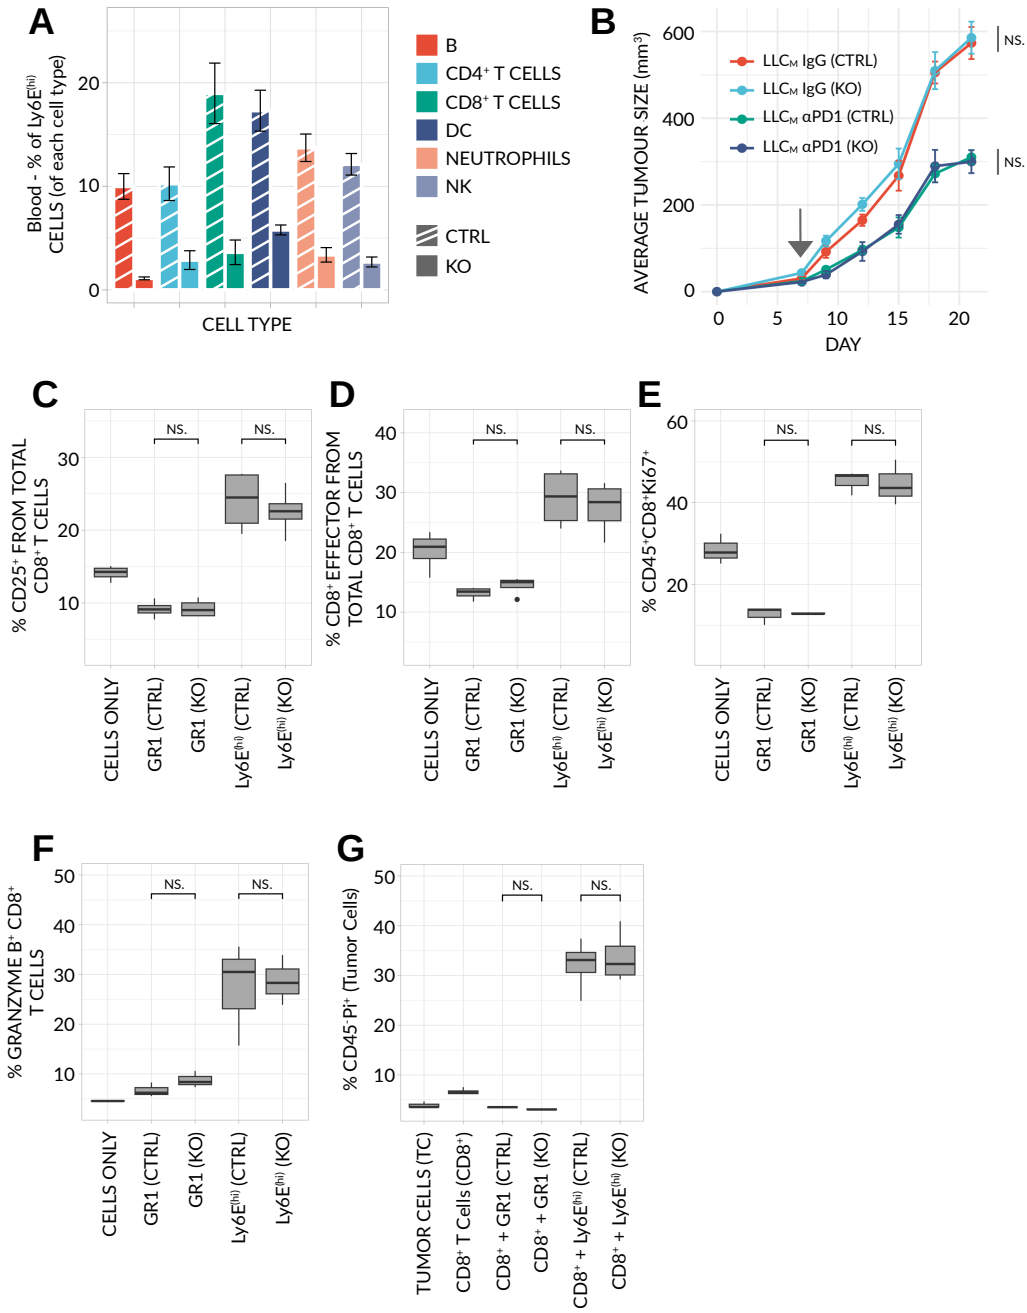 A
Blood - % of Ly6E(hi)
CELLS (of each cell type)
20
10
0
CELL TYPE
B
CD4+ T CELLS
CD8+ T CELLS
DC
NEUTROPHILS
NK
CTRL
KO
B
AVERAGE TUMOUR SIZE (mm3)
600
400
200
0
0 5 10 15 20
DAY
LLCM IgG (CTRL)
LLCM IgG (KO)
LLCM αPD1 (CTRL)
LLCM αPD1 (KO)
NS.
NS.
C
% CD25+ FROM TOTAL
CD8+ T CELLS
30
20
10
NS. NS.
CELLS ONLY
GR1 (CTRL)
GR1 (KO)
Ly6E(hi) (CTRL)
Ly6E(hi) (KO)
D
% CD8+ EFFECTOR FROM
TOTAL CD8+ T CELLS
40
30
20
10
NS. NS.
CELLS ONLY
GR1 (CTRL)
GR1 (KO)
Ly6E(hi) (CTRL)
Ly6E(hi) (KO)
E
% CD45+CD8+Ki67+
60
40
20
NS. NS.
CELLS ONLY
GR1 (CTRL)
GR1 (KO)
Ly6E(hi) (CTRL)
Ly6E(hi) (KO)
F
% GRANZYME B+ CD8+
T CELLS
50
40
30
20
10
NS. NS.
CELLS ONLY
GR1 (CTRL)
GR1 (KO)
Ly6E(hi) (CTRL)
Ly6E(hi) (KO)
G
% CD45-Pi+ (Tumor Cells)
50
40
30
20
10
NS. NS.
TUMOR CELLS (TC)
CD8+ T Cells (CD8+)
CD8+ + GR1 (CTRL)
CD8+ + GR1 (KO)
CD8+ + Ly6E(hi) (CTRL)
CD8+ + Ly6E(hi) (KO)